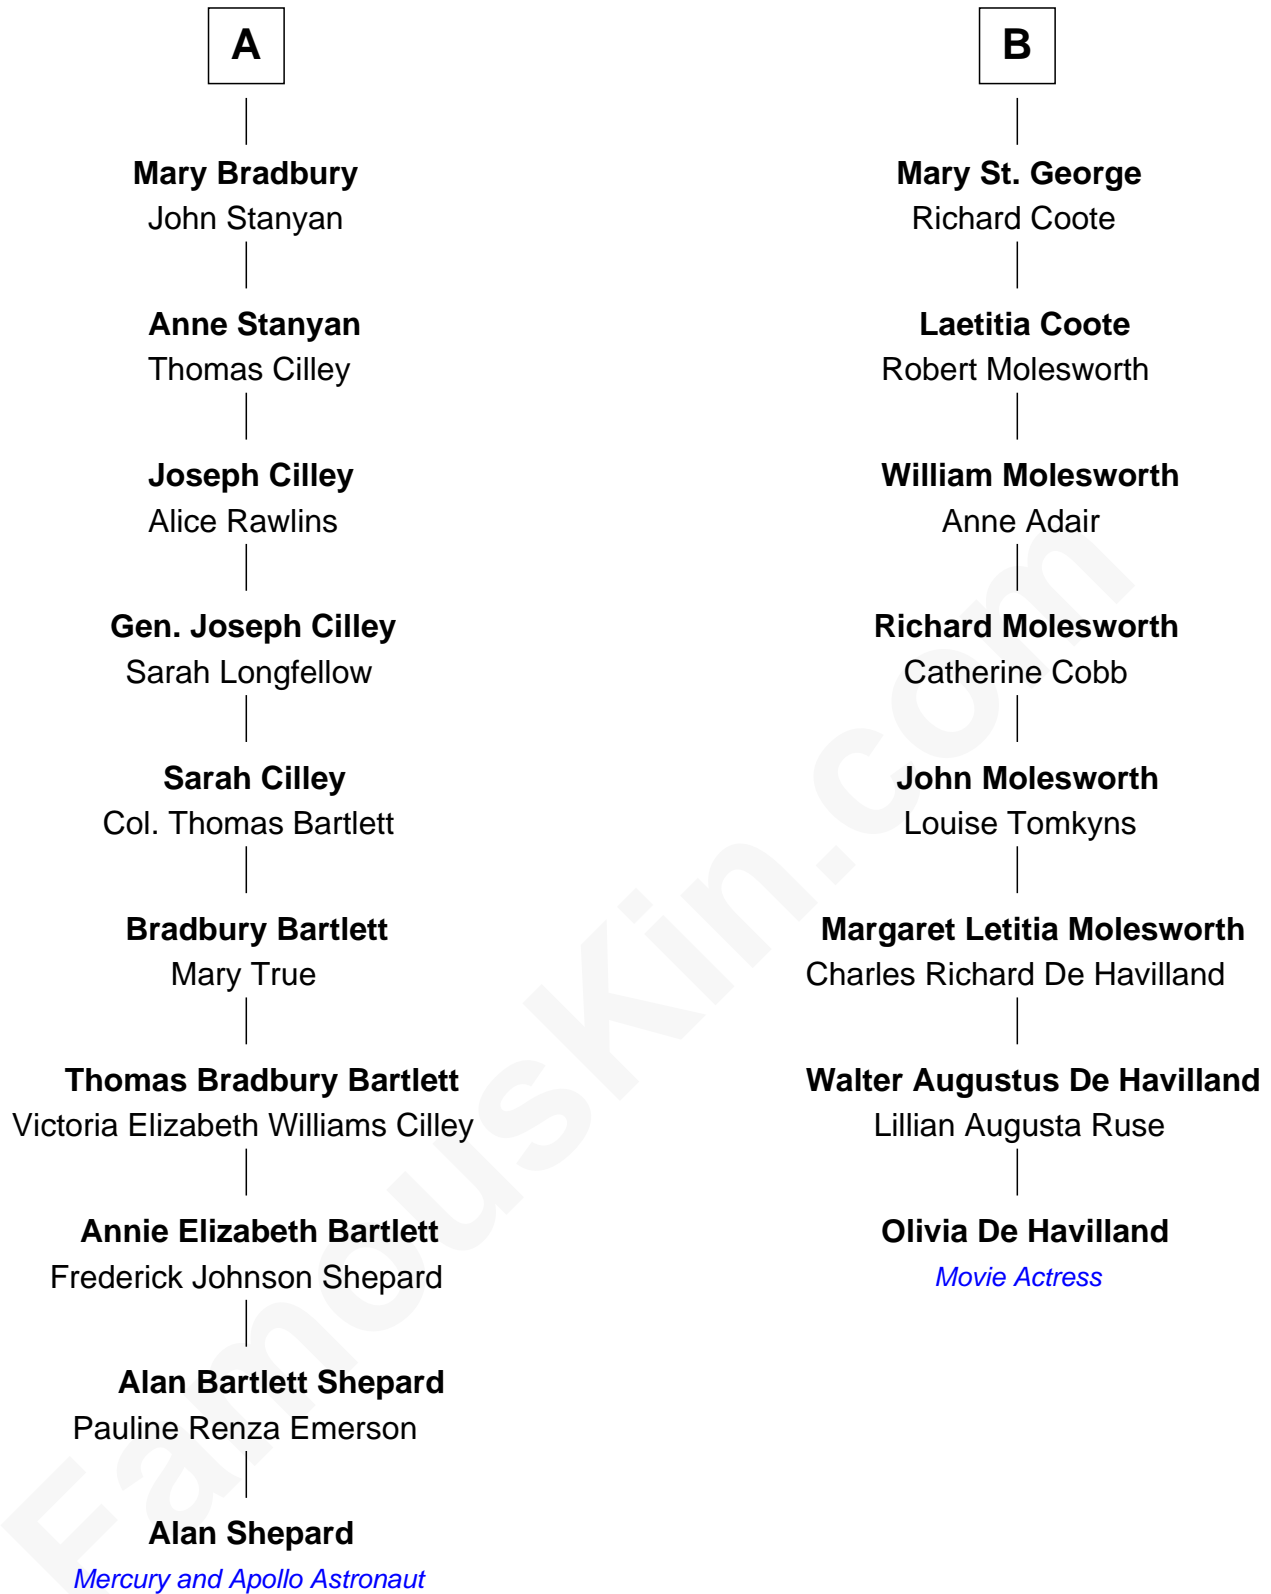 A
Mary Bradbury
John Stanyan
Anne Stanyan
Thomas Cilley
Joseph Cilley
Alice Rawlins
Gen. Joseph Cilley
Sarah Longfellow
Sarah Cilley
Col. Thomas Bartlett
Bradbury Bartlett
Mary True
Thomas Bradbury Bartlett
Victoria Elizabeth Williams Cilley
Annie Elizabeth Bartlett
Frederick Johnson Shepard
Alan Bartlett Shepard
Pauline Renza Emerson
Alan Shepard
Mercury and Apollo Astronaut
B
Mary St. George
Richard Coote
Laetitia Coote
Robert Molesworth
William Molesworth
Anne Adair
Richard Molesworth
Catherine Cobb
John Molesworth
Louise Tomkyns
Margaret Letitia Molesworth
Charles Richard De Havilland
Walter Augustus De Havilland
Lillian Augusta Ruse
Olivia De Havilland
Movie Actress
FamousKin.com